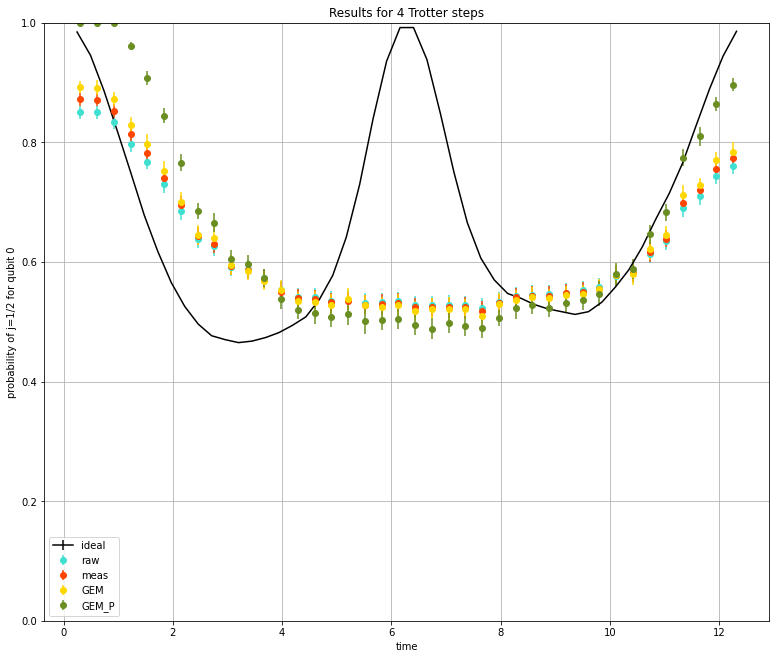 Results for 4 Trotter steps
probability of j=1/2 for qubit 0
1.0
0.8
0.6
0.4
0.2
0.0
ideal
raw
meas
GEM
GEM_P
0 2 4 6 8 10 12
time